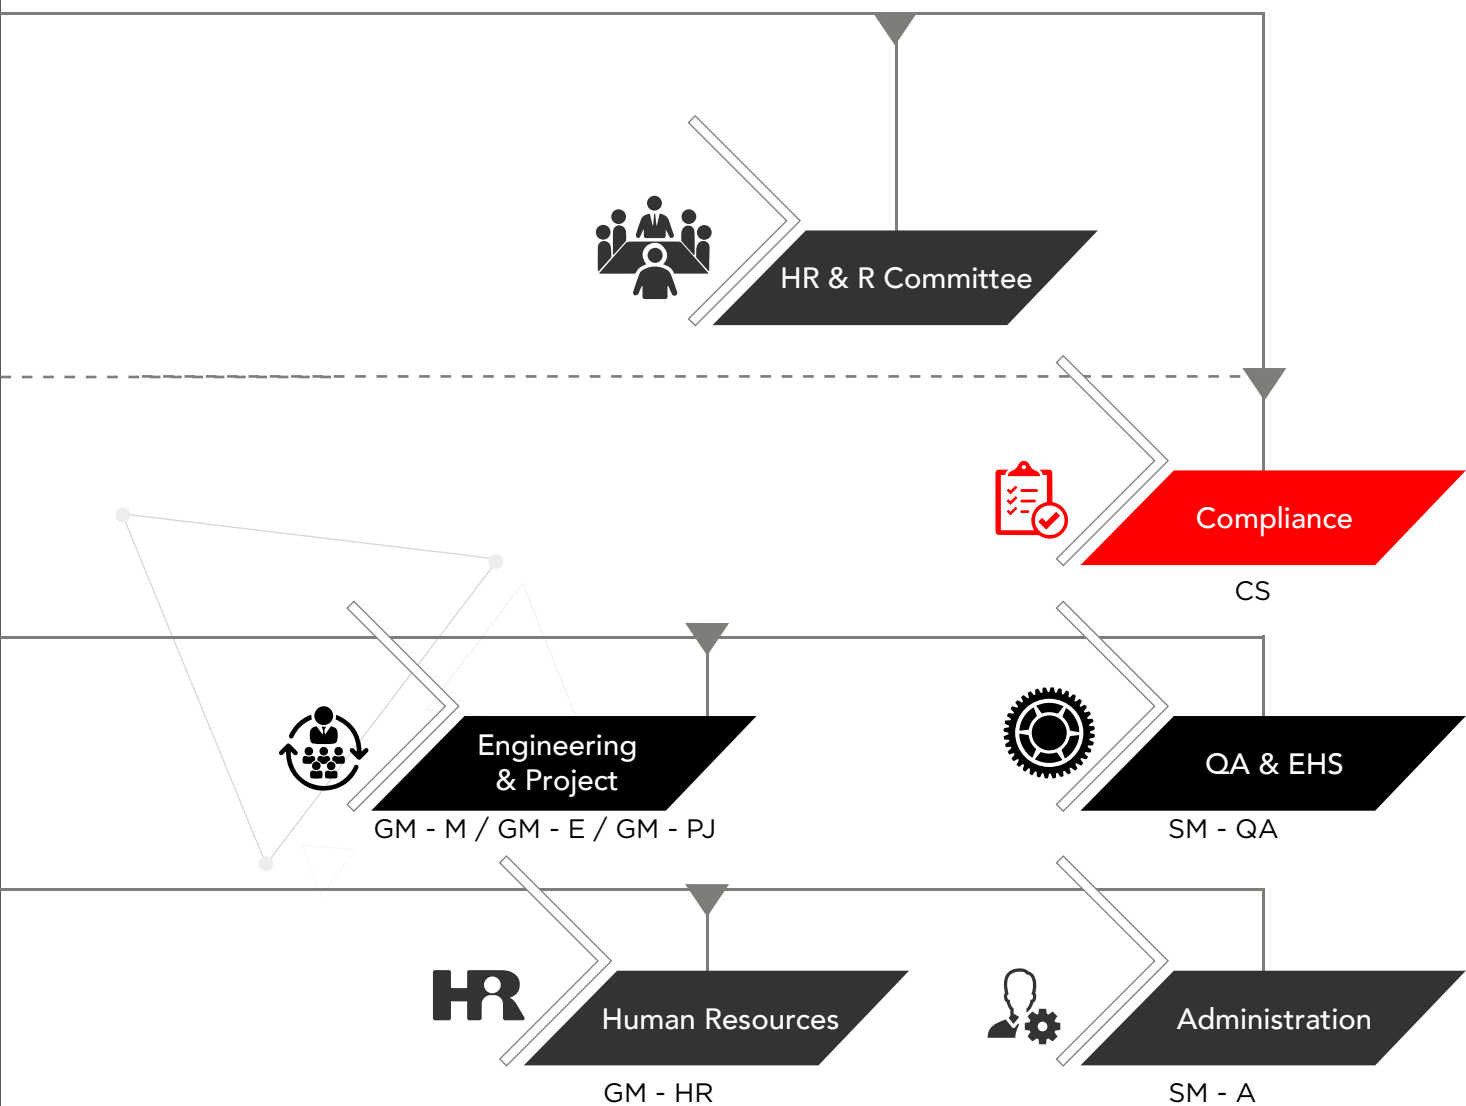 HR & R Committee
Compliance
CS
Engineering
& Project
GM - M / GM - E / GM - PJ
QA & EHS
SM - QA
HR
Human Resources
GM - HR
Administration
SM - A